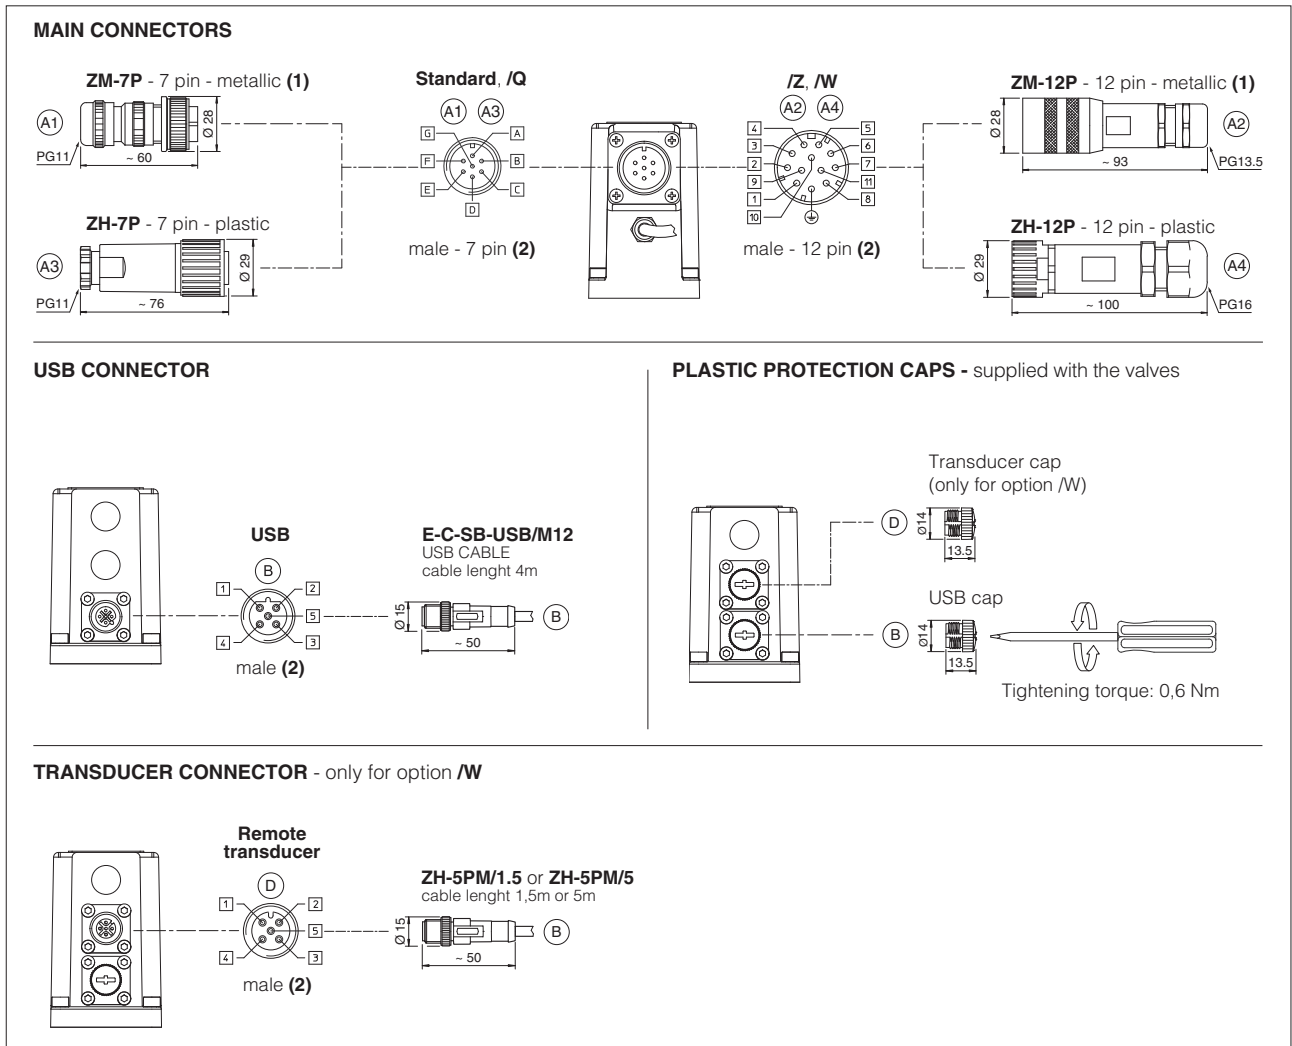 MAIN CONNECTORS
ZM-7P - 7 pin - metallic (1)
A1
PG11
~ 60
Ø 28
ZH-7P - 7 pin - plastic
A3
PG11
~ 76
Ø 29
Standard, /Q
A1 A3
G A
F B
E C
D
male - 7 pin (2)
/Z, /W
A2 A4
4 5
3 6
2 7
9 11
1 8
10
male - 12 pin (2)
ZM-12P - 12 pin - metallic (1)
Ø 28
A2
~ 93
PG13.5
ZH-12P - 12 pin - plastic
Ø 29
A4
~ 100
PG16
USB CONNECTOR
USB
B
1 2
5
4 3
male (2)
E-C-SB-USB/M12
USB CABLE
cable lenght 4m
Ø 15
B
~ 50
PLASTIC PROTECTION CAPS - supplied with the valves
Transducer cap
(only for option /W)
D
Ø14
13.5
USB cap
B
Ø14
13.5
Tightening torque: 0,6 Nm
TRANSDUCER CONNECTOR - only for option /W
Remote
transducer
D
1 2
5
4 3
male (2)
ZH-5PM/1.5 or ZH-5PM/5
cable lenght 1,5m or 5m
Ø 15
B
~ 50